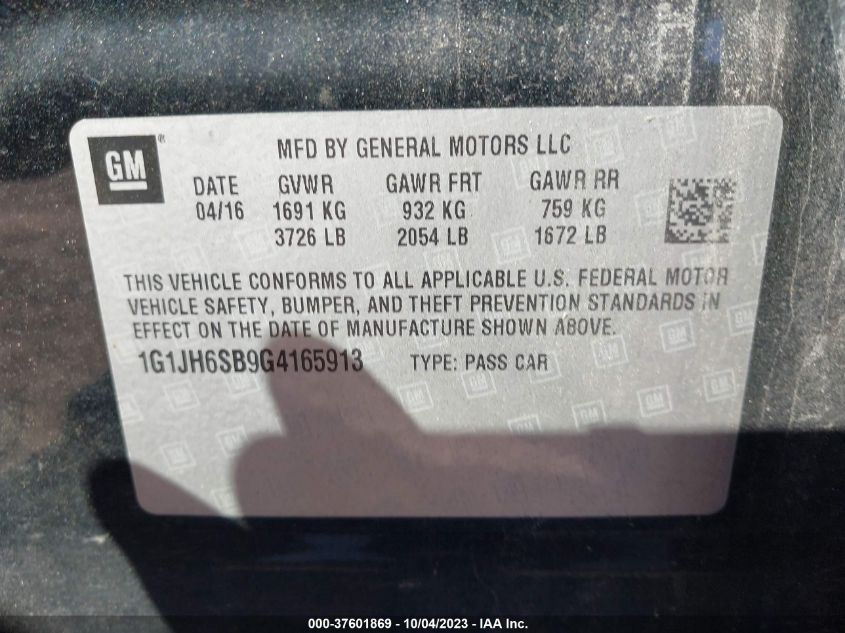 GM®
MFD BY GENERAL MOTORS LLC
DATE GVWR GAWR FRT GAWR RR
04/16 1691 KG 932 KG 759 KG
3726 LB 2054 LB 1672 LB
THIS VEHICLE CONFORMS TO ALL APPLICABLE U.S. FEDERAL MOTOR
VEHICLE SAFETY, BUMPER, AND THEFT PREVENTION STANDARDS IN
EFFECT ON THE DATE OF MANUFACTURE SHOWN ABOVE.
1G1JH6SB9G4165913 TYPE: PASS CAR
000-37601869 - 10/04/2023 - IAA Inc.